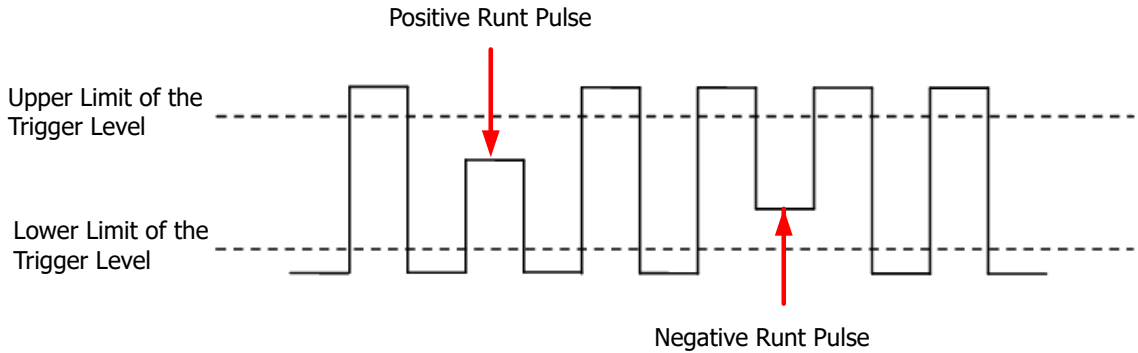 Positive Runt Pulse
Upper Limit of the
Trigger Level
Lower Limit of the
Trigger Level
Negative Runt Pulse